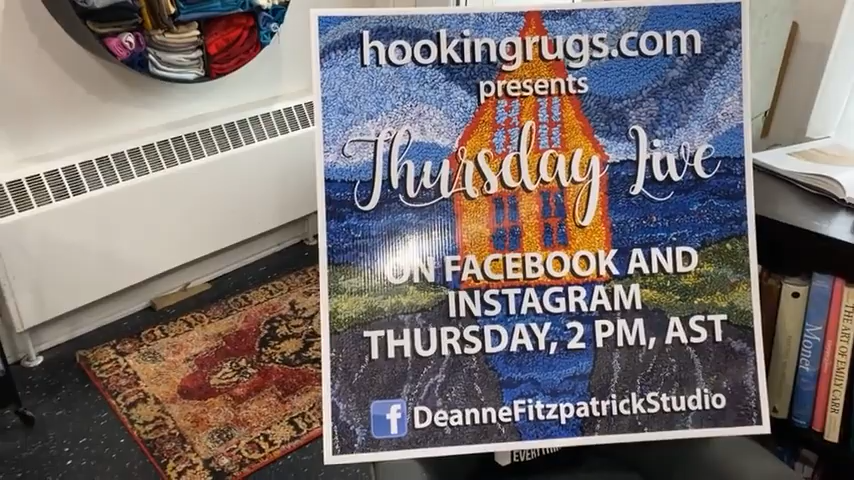 hookingrugs.com
presents
Thursday Live
ON FACEBOOK AND
INSTAGRAM
THURSDAY, 2 PM, AST
f DeanneFitzpatrickStudio
Monet
THE ART OF EMILY CARR